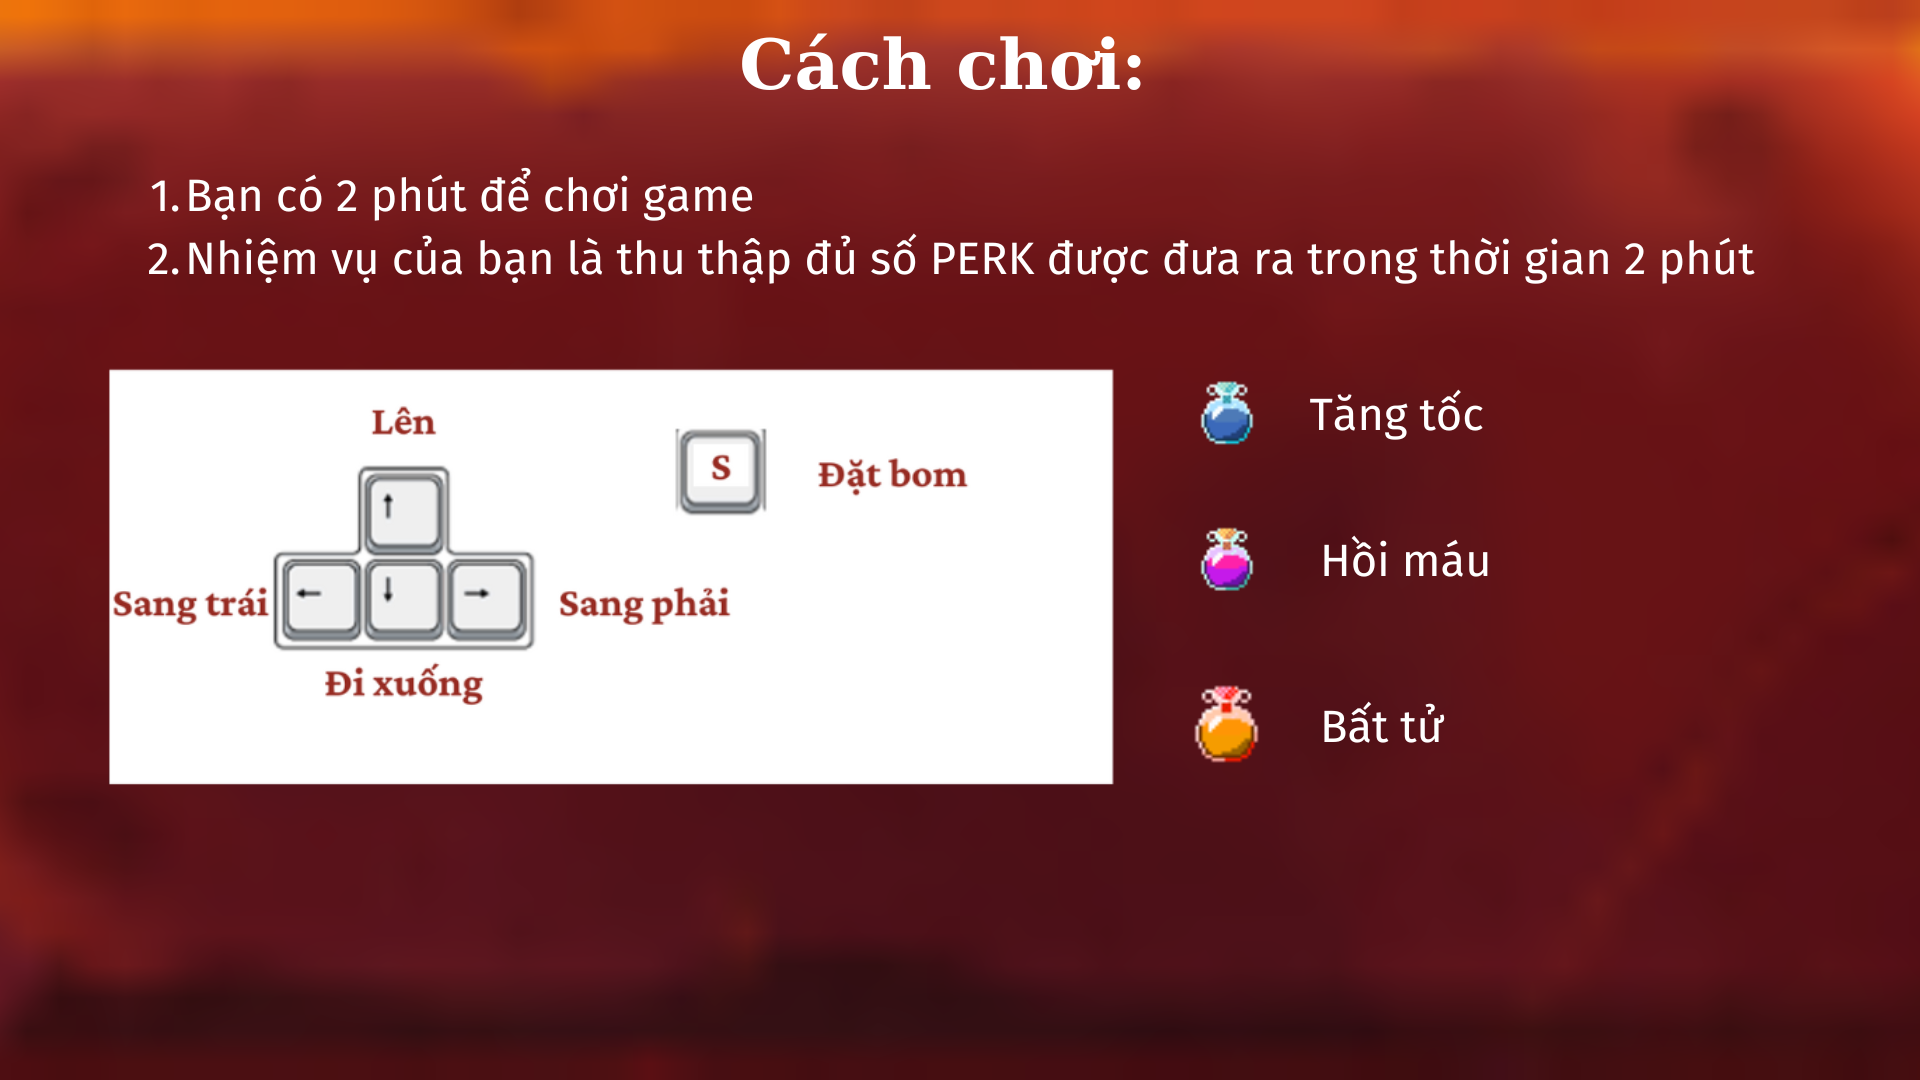 Cách chơi:
1. Bạn có 2 phút để chơi game
2. Nhiệm vụ của bạn là thu thập đủ số PERK được đưa ra trong thời gian 2 phút
Lên
S
Đặt bom
Sang trái
Sang phải
Đi xuống
Tăng tốc
Hồi máu
Bất tử